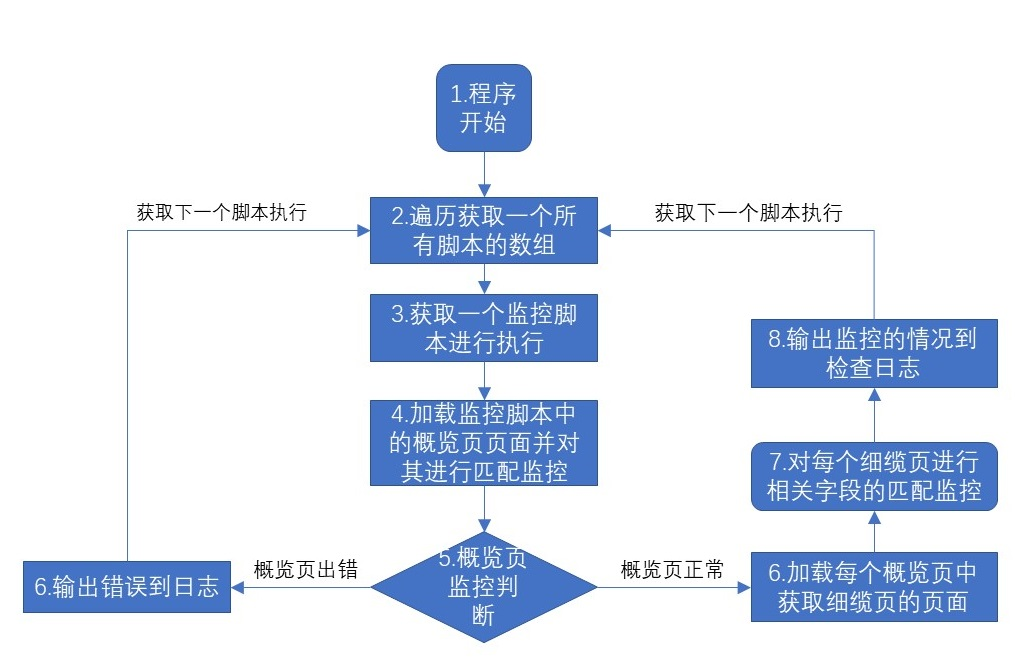 1.程序
开始
获取下一个脚本执行
获取下一个脚本执行
2.遍历获取一个所
有脚本的数组
3.获取一个监控脚
本进行执行
8.输出监控的情况到
检查日志
4.加载监控脚本中
的概览页页面并对
其进行匹配监控
7.对每个细缆页进行
相关字段的匹配监控
5.概览页
监控判
断
概览页出错
概览页正常
6.输出错误到日志
6.加载每个概览页中
获取细缆页的页面